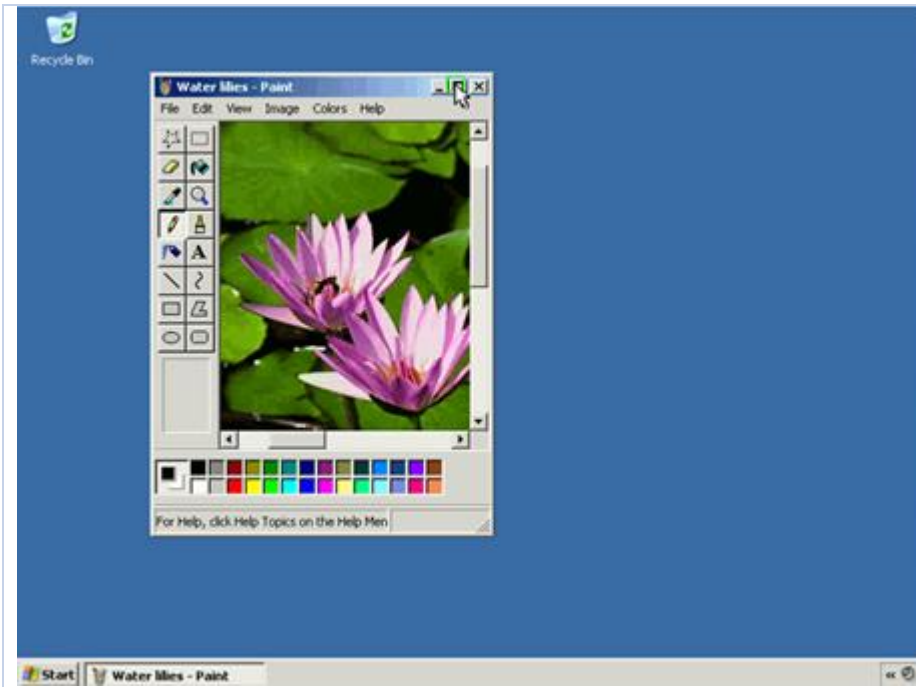 Recycle Bin
Water lilies - Paint
File Edit View Image Colors Help
A
For Help, click Help Topics on the Help Men
Start
Water lilies - Paint